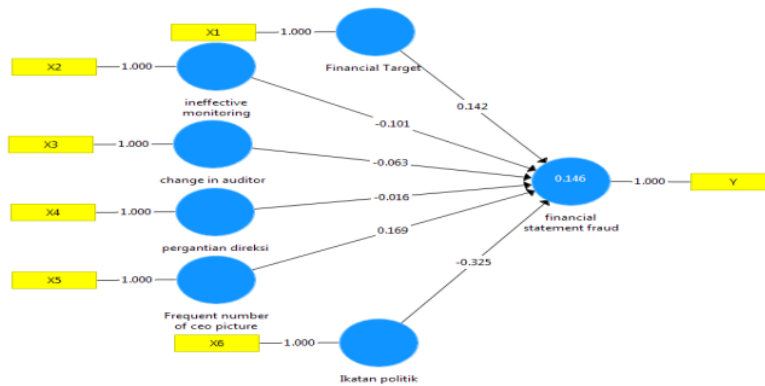 X1
1.000
Financial Target
0.142
X2
1.000
ineffective
monitoring
-0.101
X3
1.000
change in auditor
-0.063
X4
1.000
pergantian direksi
-0.016
X5
1.000
Frequent number
of ceo picture
0.169
X6
1.000
Ikatan politik
-0.325
0.146
financial
statement fraud
1.000
Y